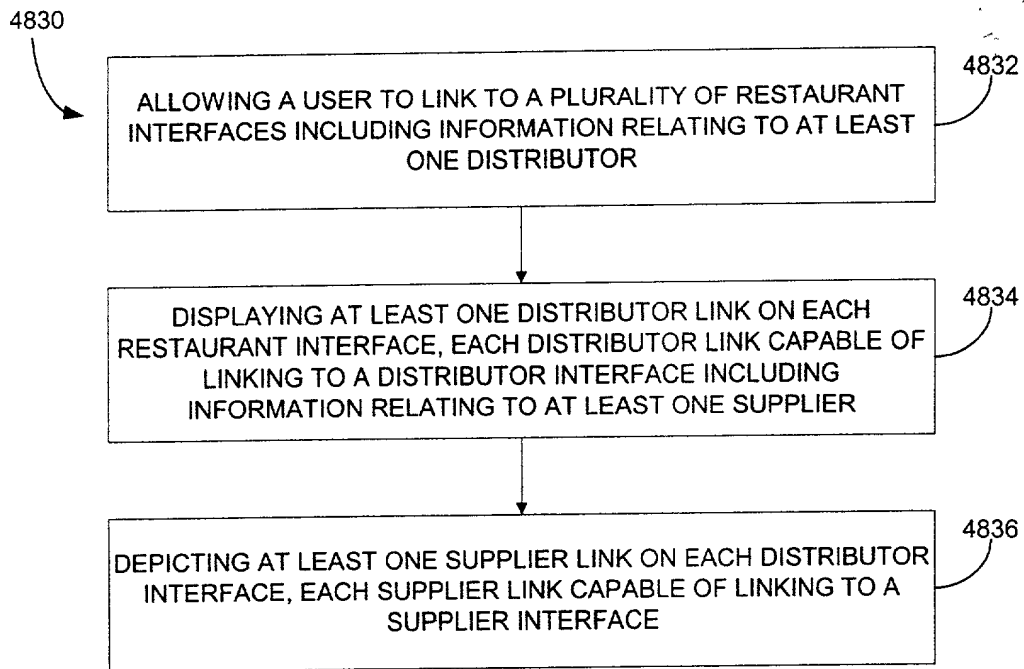 4830
4832
ALLOWING A USER TO LINK TO A PLURALITY OF RESTAURANT
INTERFACES INCLUDING INFORMATION RELATING TO AT LEAST
ONE DISTRIBUTOR
4834
DISPLAYING AT LEAST ONE DISTRIBUTOR LINK ON EACH
RESTAURANT INTERFACE, EACH DISTRIBUTOR LINK CAPABLE OF
LINKING TO A DISTRIBUTOR INTERFACE INCLUDING
INFORMATION RELATING TO AT LEAST ONE SUPPLIER
4836
DEPICTING AT LEAST ONE SUPPLIER LINK ON EACH DISTRIBUTOR
INTERFACE, EACH SUPPLIER LINK CAPABLE OF LINKING TO A
SUPPLIER INTERFACE